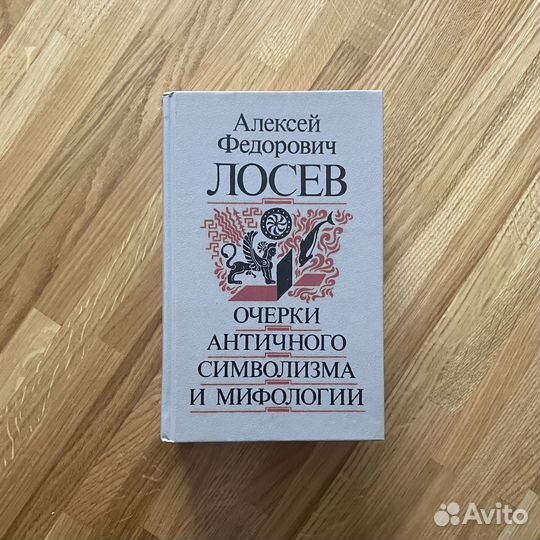 Алексей
Федорович
ЛОСЕВ
ОЧЕРКИ
АНТИЧНОГО
СИМВОЛИЗМА
И МИФОЛОГИИ
Avito